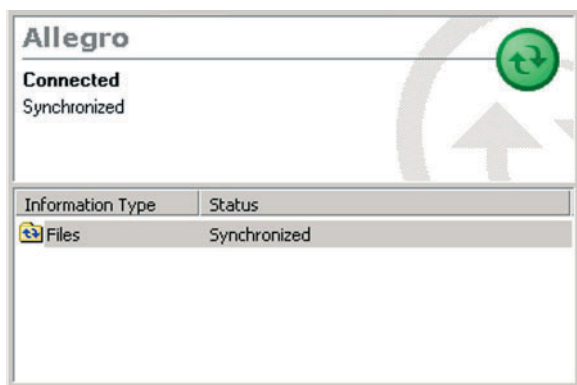 Allegro
Connected
Synchronized
Information Type Status
Files Synchronized